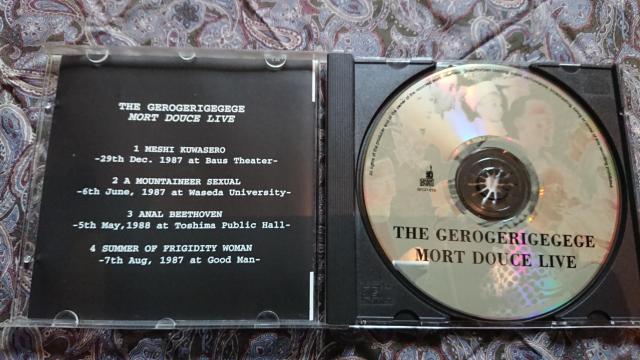 THE GEROGERIGEGEGE
MORT DOUCE LIVE
1 MESHI KUWASERO
-29th Dec. 1987 at Baus Theater-
2 A MOUNTAINEER SEXUAL
-6th June, 1987 at Waseda University-
3 ANAL BEETHOVEN
-5th May,1988 at Toshima Public Hall-
4 SUMMER OF FRIGIDITY WOMAN
-7th Aug, 1987 at Good Man-
THE GEROGERIGEGEGE
MORT DOUCE LIVE